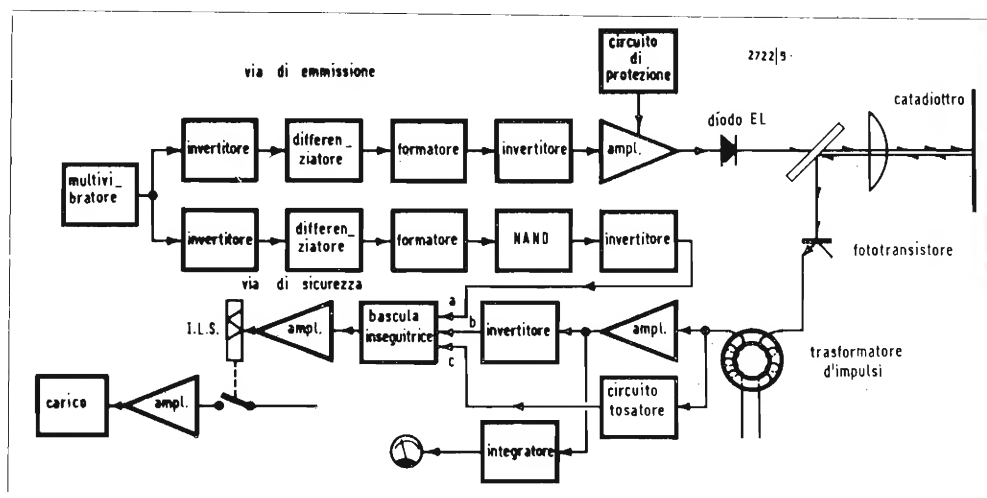 circuito
di
protezione
2722|9
via di emmissione
catadiottro
diodo EL
invertitore
differen_
ziatore
formatore
invertitore
ampl.
multivi_
bratore
invertitore
differen_
ziatore
formatore
NAND
invertitore
fototransistore
via di sicurezza
a
I.L.S.
ampl.
bascula
inseguitrice
b
invertitore
ampl.
c
trasformatore
d'impulsi
carico
ampl.
circuito
tosatore
integratore